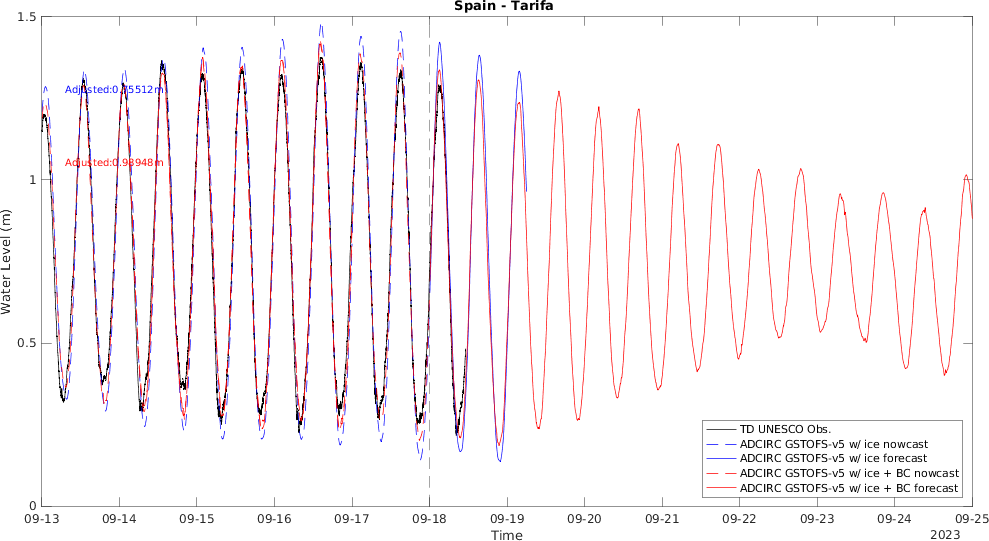 Spain - Tarifa
Water Level (m)
1.5
1
0.5
0
Adjusted:0.75512m
Adjusted:0.93948m
TD UNESCO Obs.
ADCIRC GSTOFS-v5 w/ ice nowcast
ADCIRC GSTOFS-v5 w/ ice forecast
ADCIRC GSTOFS-v5 w/ ice + BC nowcast
ADCIRC GSTOFS-v5 w/ ice + BC forecast
09-13 09-14 09-15 09-16 09-17 09-18 09-19 09-20 09-21 09-22 09-23 09-24 09-25
Time
2023